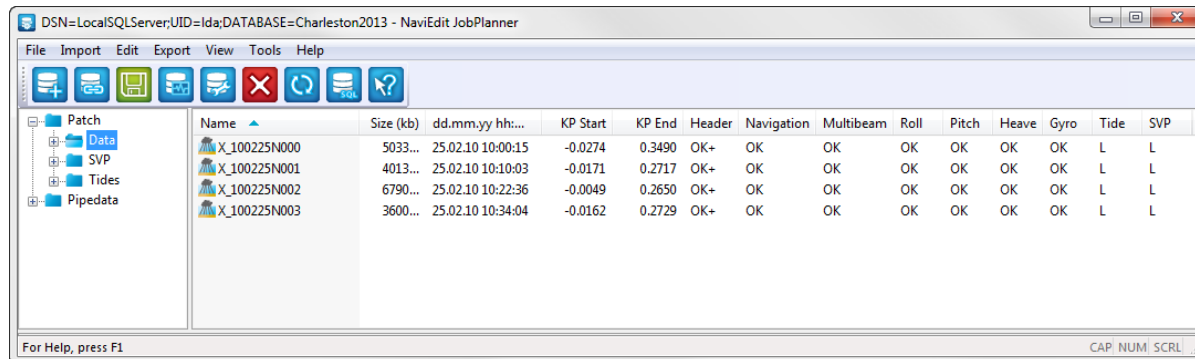 DSN=LocalSQLServer;UID=lda;DATABASE=Charleston2013 - NaviEdit JobPlanner
File Import Edit Export View Tools Help
SQL
Patch
Data
SVP
Tides
Pipedata
Name Size (kb) dd.mm.yy hh:... KP Start KP End Header Navigation Multibeam Roll Pitch Heave Gyro Tide SVP
X_100225N000 5033... 25.02.10 10:00:15 -0.0274 0.3490 OK+ OK OK OK OK OK OK L L
X_100225N001 4013... 25.02.10 10:10:03 -0.0171 0.2717 OK+ OK OK OK OK OK OK L L
X_100225N002 6790... 25.02.10 10:22:36 -0.0049 0.2650 OK+ OK OK OK OK OK OK L L
X_100225N003 3600... 25.02.10 10:34:04 -0.0162 0.2729 OK+ OK OK OK OK OK OK L L
For Help, press F1
CAP NUM SCRL